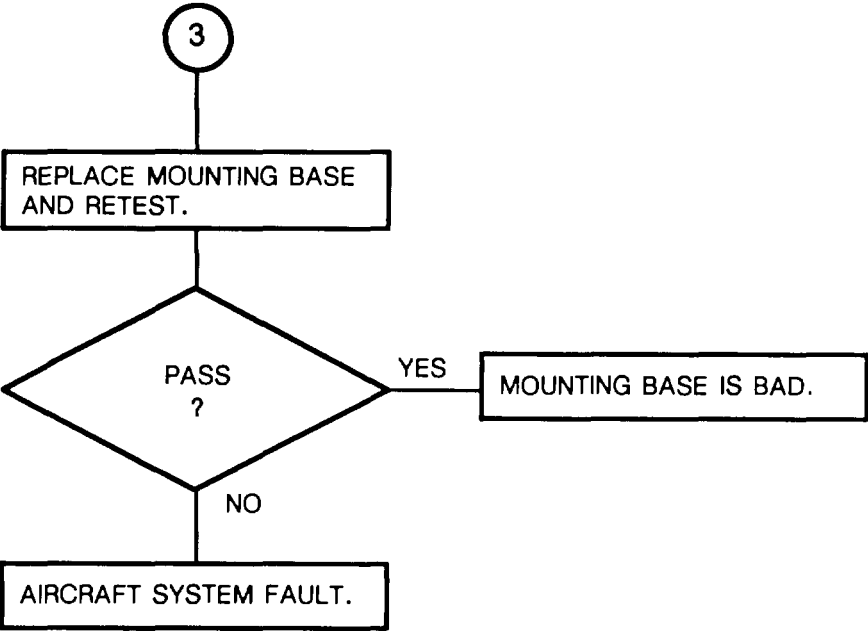 3
REPLACE MOUNTING BASE
AND RETEST.
PASS
?
YES
MOUNTING BASE IS BAD.
NO
AIRCRAFT SYSTEM FAULT.